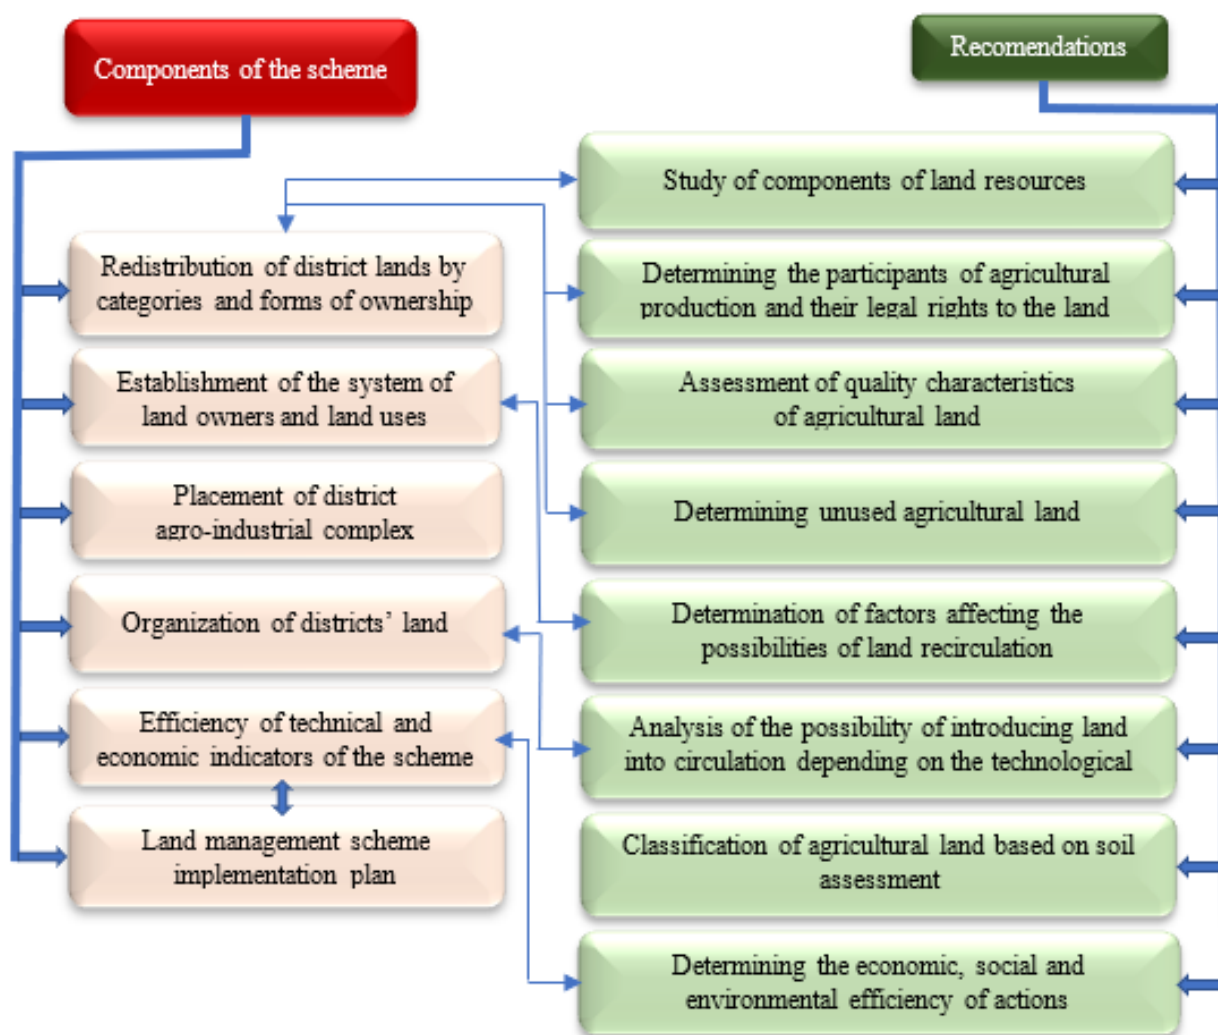 Components of the scheme
Recomendations
Redistribution of district lands by
categories and forms of ownership
Establishment of the system of
land owners and land uses
Placement of district
agro-industrial complex
Organization of districts’ land
Efficiency of technical and
economic indicators of the scheme
Land management scheme
implementation plan
Study of components of land resources
Determining the participants of agricultural
production and their legal rights to the land
Assessment of quality characteristics
of agricultural land
Determining unused agricultural land
Determination of factors affecting the
possibilities of land recirculation
Analysis of the possibility of introducing land
into circulation depending on the technological
Classification of agricultural land based on soil
assessment
Determining the economic, social and
environmental efficiency of actions